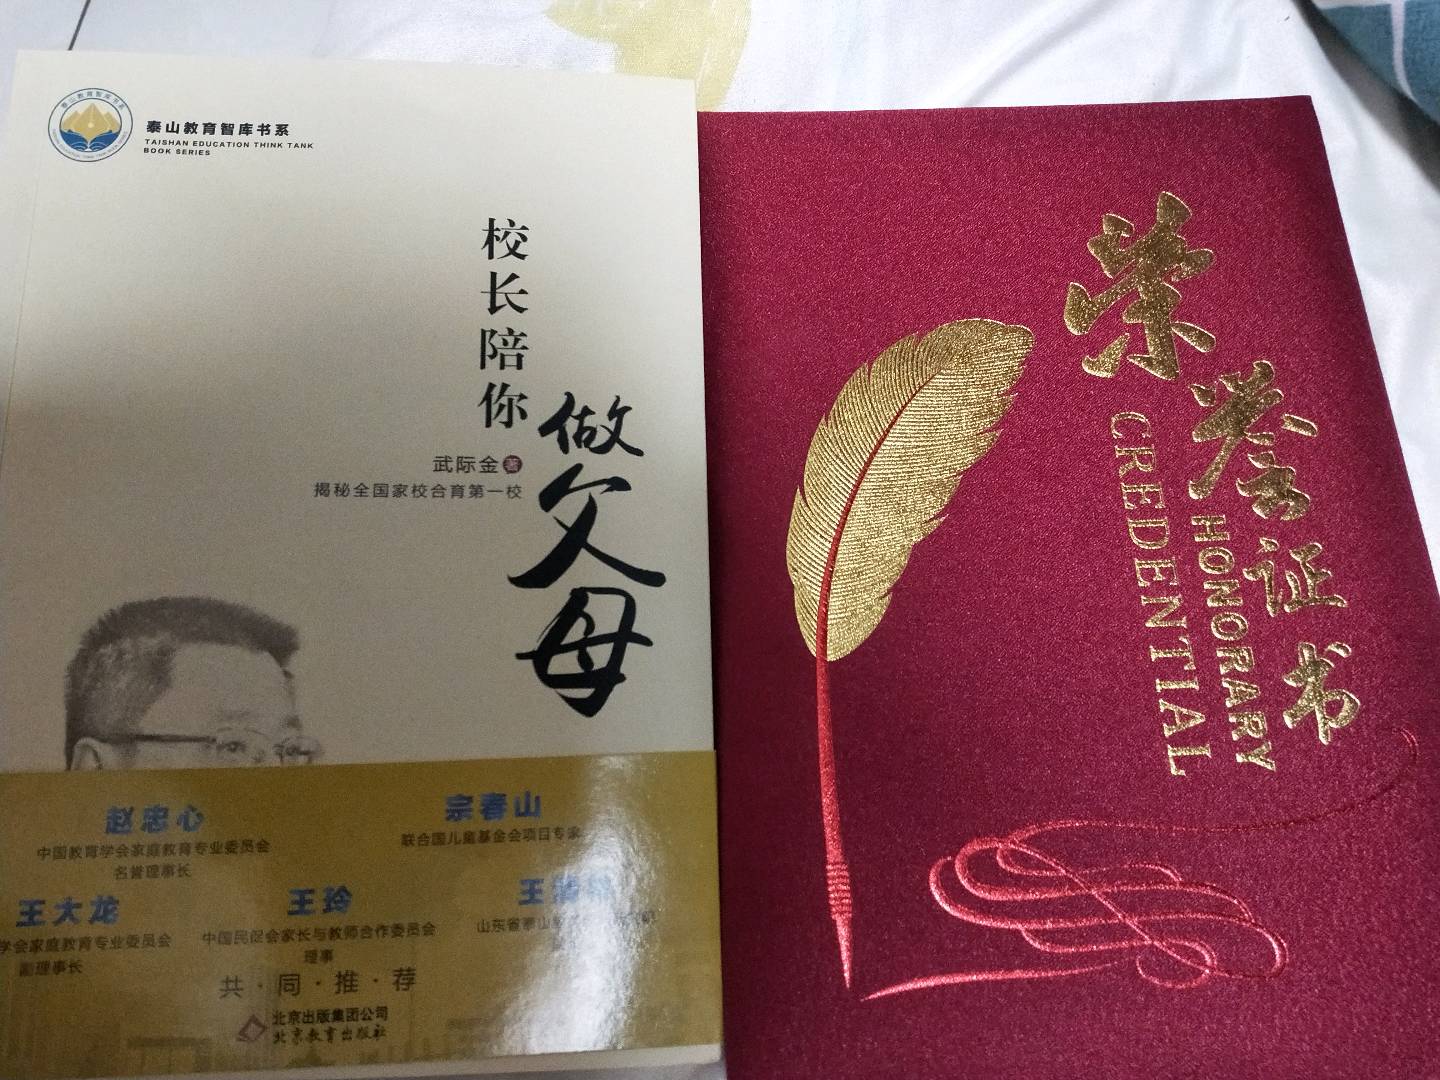 泰山教育智库书系
TAISHAN EDUCATION THINK TANK
BOOK SERIES
校长陪你
做父母
武际金 著
揭秘全国家校合育第一校
赵忠心
中国教育学会家庭教育专业委员会
名誉理事长
宗春山
联合国儿童基金会项目专家
王大龙
学会家庭教育专业委员会
副理事长
王玲
中国民促会家长与教师合作委员会
理事
王
山东省泰山
共·同·推·荐
北京出版集团公司
北京教育出版社
荣誉证书
HONORARY
CREDENTIAL